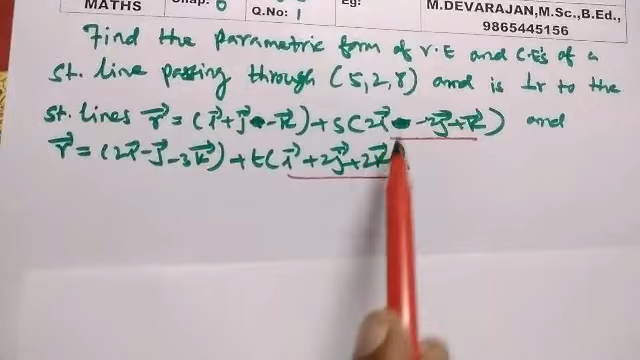 MATHS
Chap: 6
Q.No: 1
Eg:
M.DEVARAJAN,M.Sc.,B.Ed.,
9865445156
Find the parametric form of V.E and C.E's of a
st. line passing through (5,2,8) and is ⊥r to the
st. lines r⃗ = (i⃗+j⃗-k⃗)+s(2i⃗-2j⃗+k⃗) and
r⃗ = (2i⃗-j⃗-3k⃗)+t(i⃗+2j⃗+2k⃗